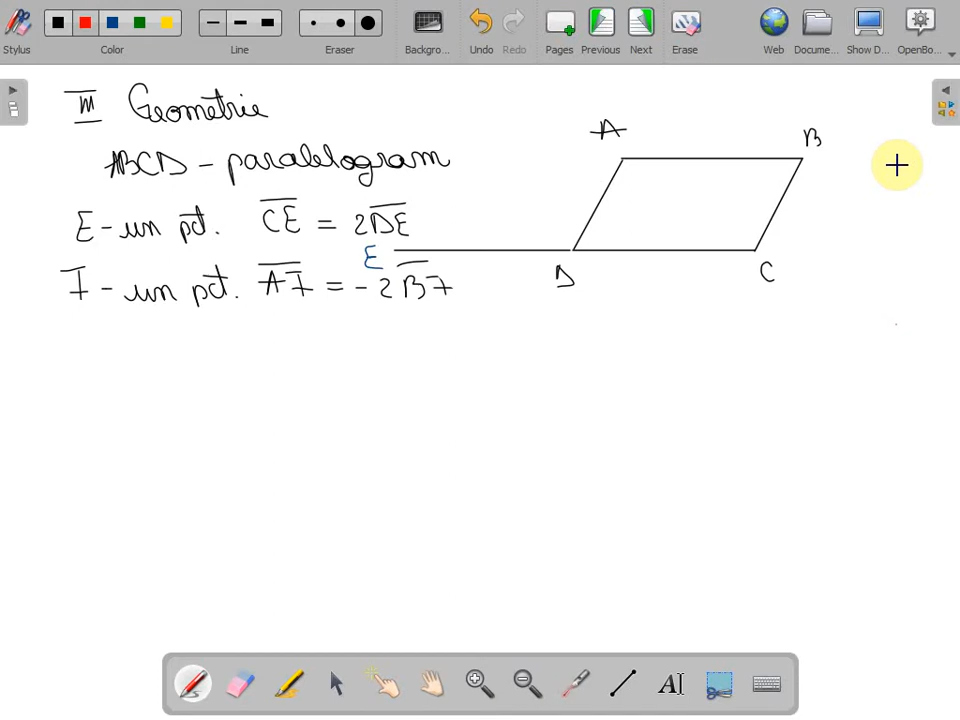 Stylus
Color
Line
Eraser
Backgro...
Undo
Redo
Pages
Previous
Next
Erase
Web
Docume...
Show D...
OpenBo...
III Geometrie
ABCD - paralelogram
E - un pct. CE = 2DE
F - un pct. AF = -2BF
A
B
E
D
C